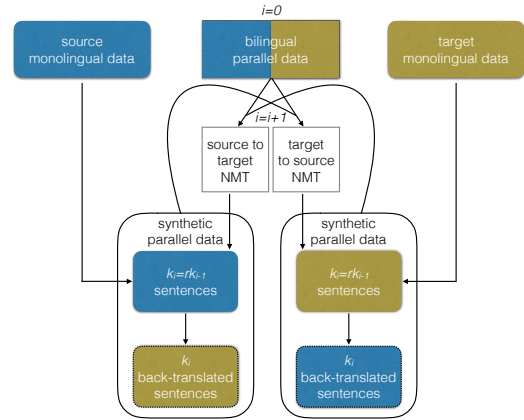 i=0
source
monolingual data
bilingual
parallel data
target
monolingual data
i=i+1
source to
target
NMT
target
to source
NMT
synthetic
parallel data
synthetic
parallel data
kᵢ=rkᵢ₋₁
sentences
kᵢ=rkᵢ₋₁
sentences
kᵢ
back-translated
sentences
kᵢ
back-translated
sentences